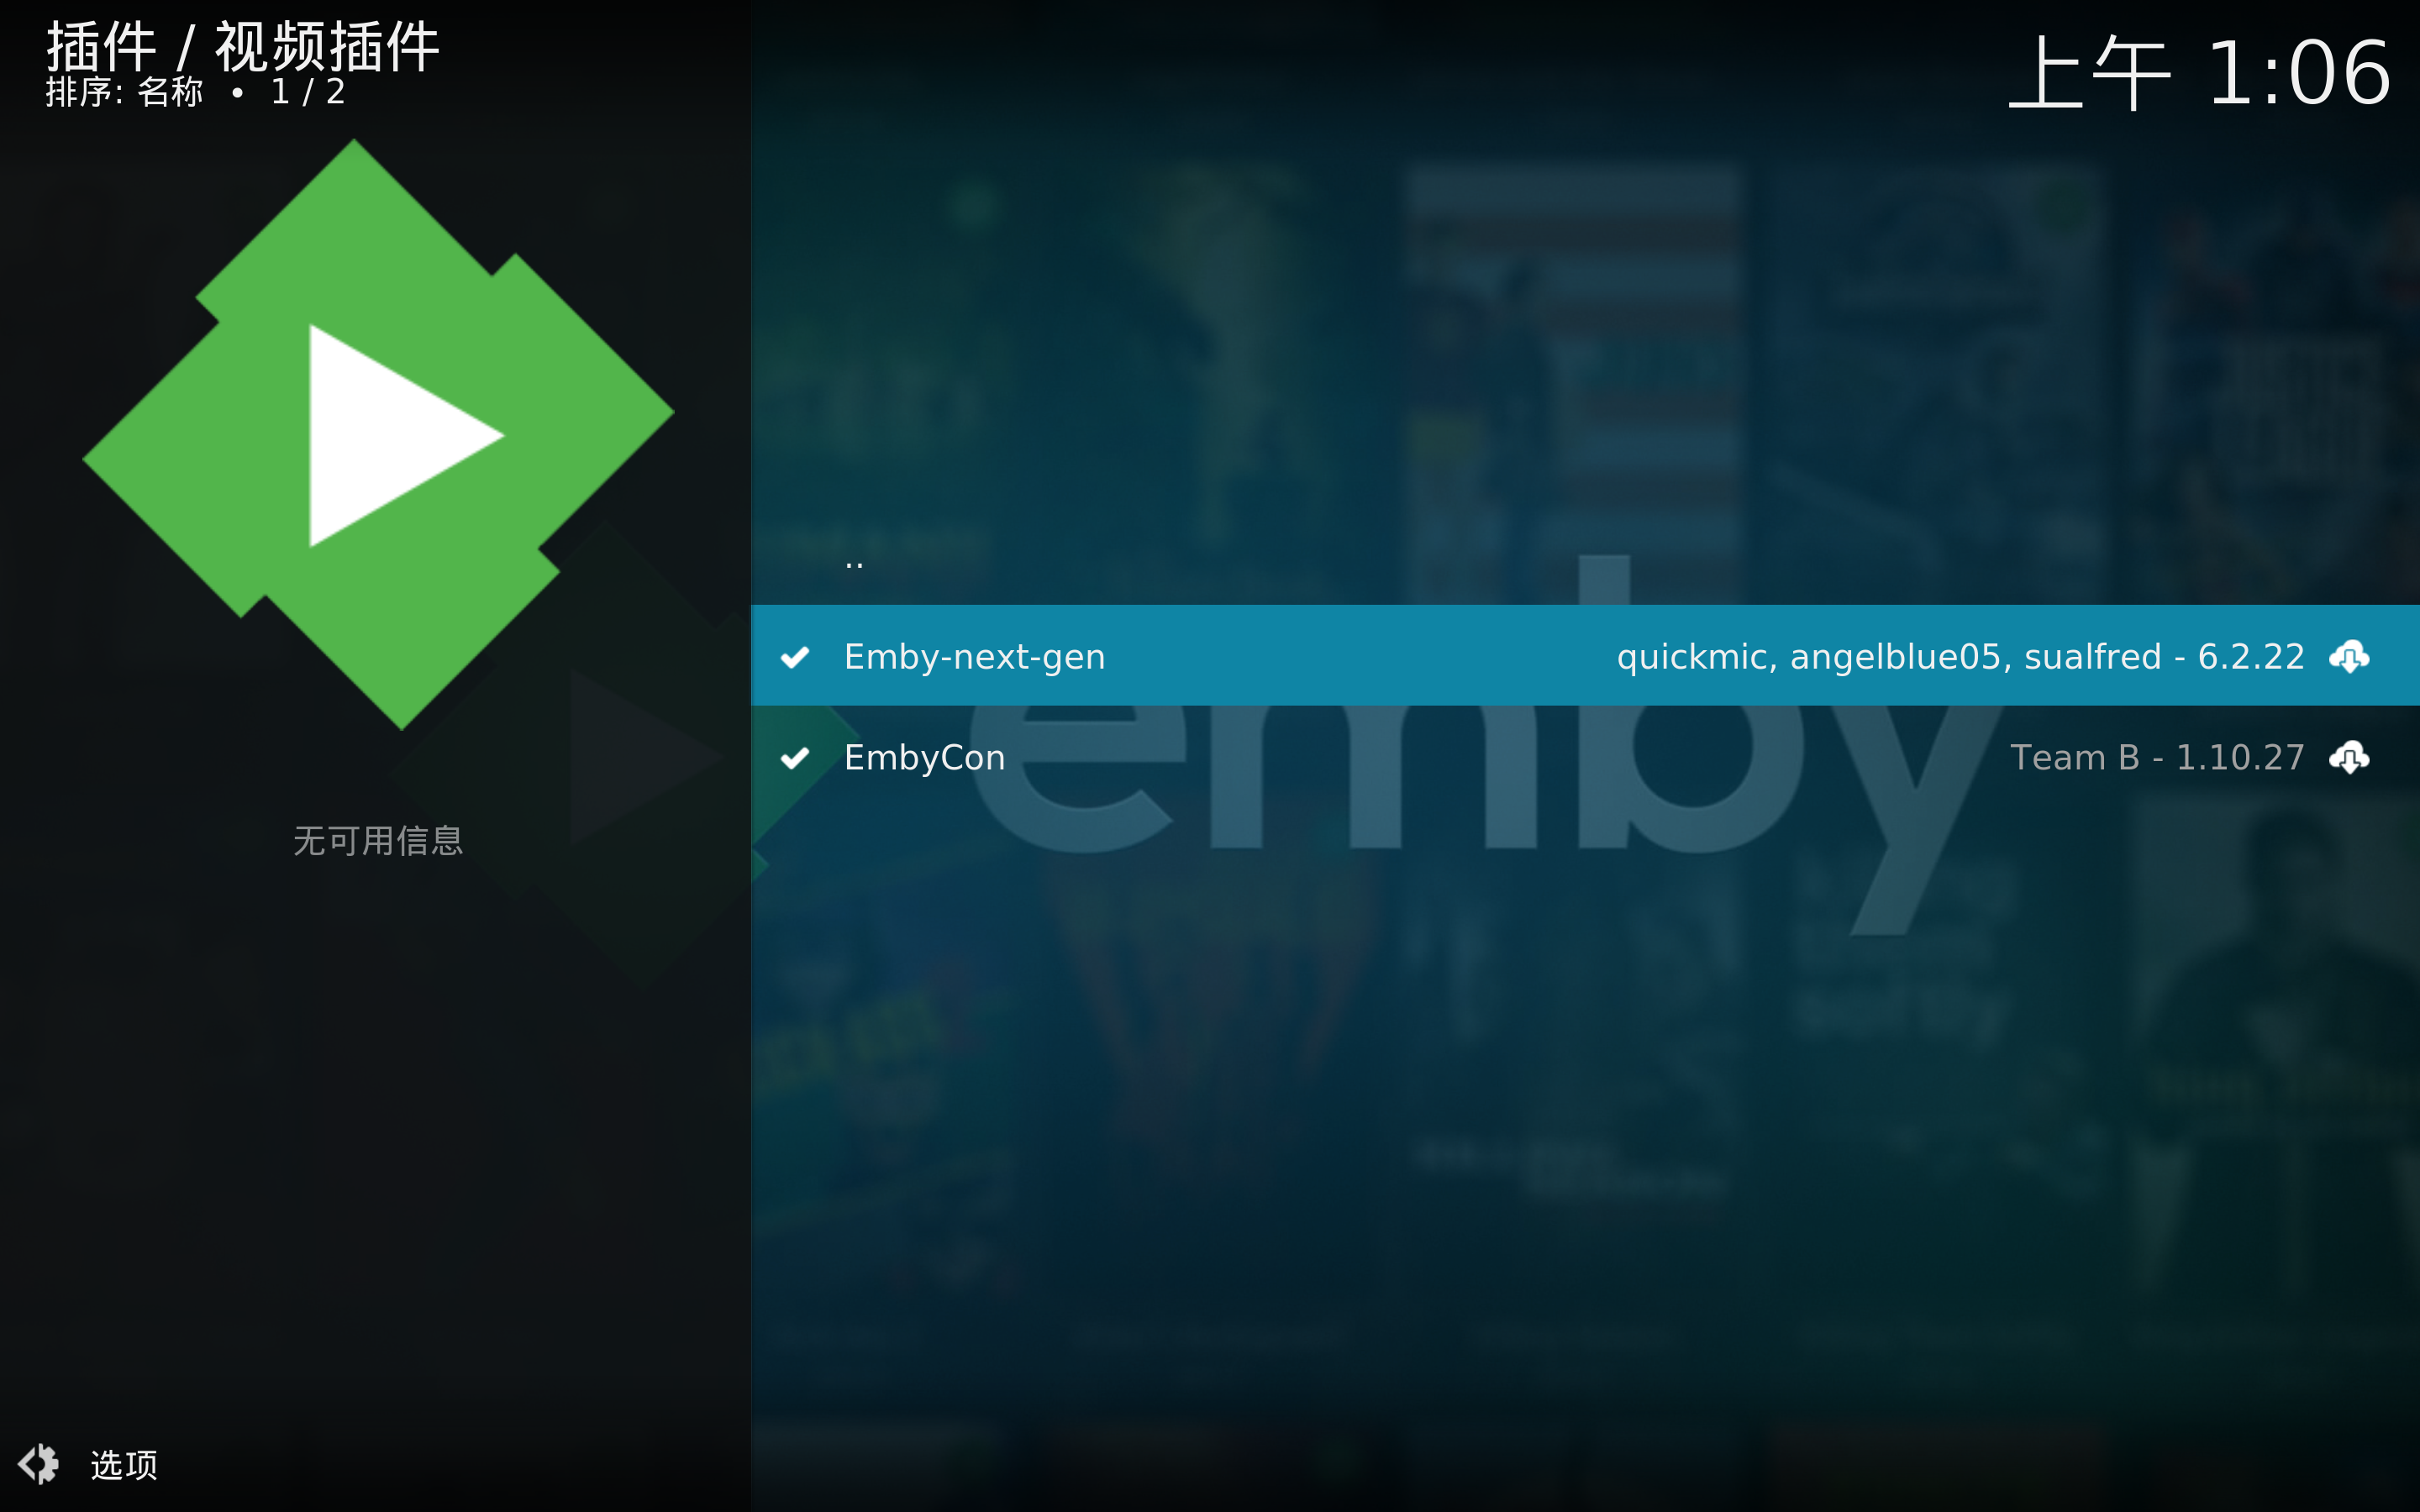 插件 / 视频插件
排序: 名称 • 1 / 2
上午 1:06
..
Emby-next-gen quickmic, angelblue05, sualfred - 6.2.22
emby
EmbyCon Team B - 1.10.27
无可用信息
选项